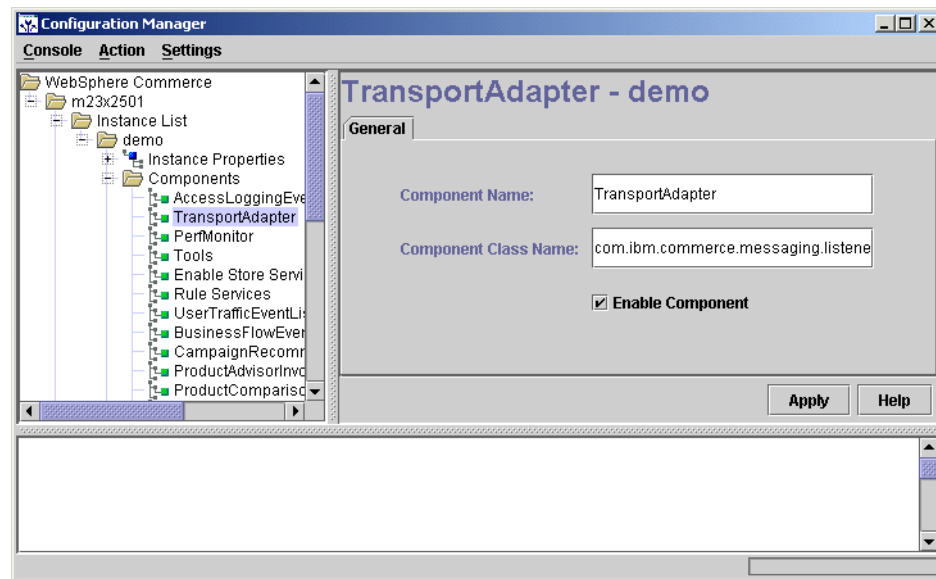 Configuration Manager
Console Action Settings
WebSphere Commerce
m23x2501
Instance List
demo
Instance Properties
Components
AccessLoggingEve
TransportAdapter
PerfMonitor
Tools
Enable Store Servi
Rule Services
UserTrafficEventLi
BusinessFlowEven
CampaignRecomm
ProductAdvisorInvo
ProductCompariso
TransportAdapter - demo
General
Component Name: TransportAdapter
Component Class Name: com.ibm.commerce.messaging.listene
Enable Component
Apply Help